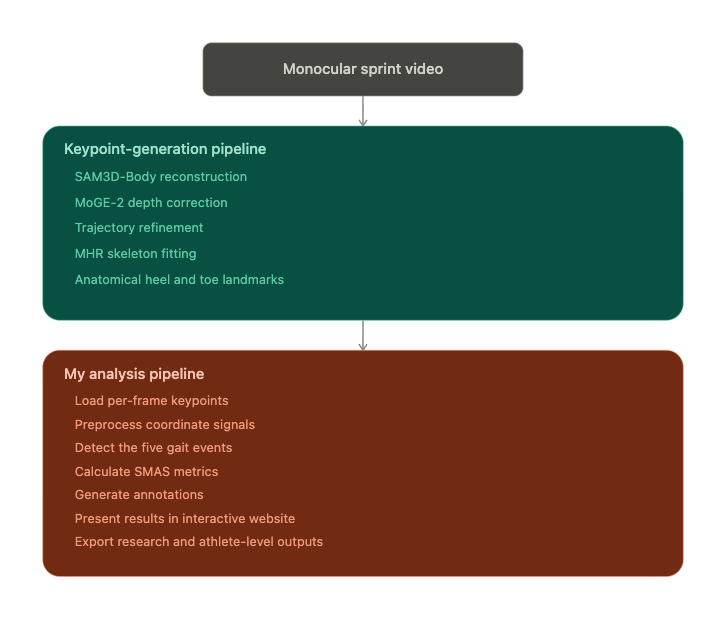 Monocular sprint video
Keypoint-generation pipeline
SAM3D-Body reconstruction
MoGE-2 depth correction
Trajectory refinement
MHR skeleton fitting
Anatomical heel and toe landmarks
My analysis pipeline
Load per-frame keypoints
Preprocess coordinate signals
Detect the five gait events
Calculate SMAS metrics
Generate annotations
Present results in interactive website
Export research and athlete-level outputs